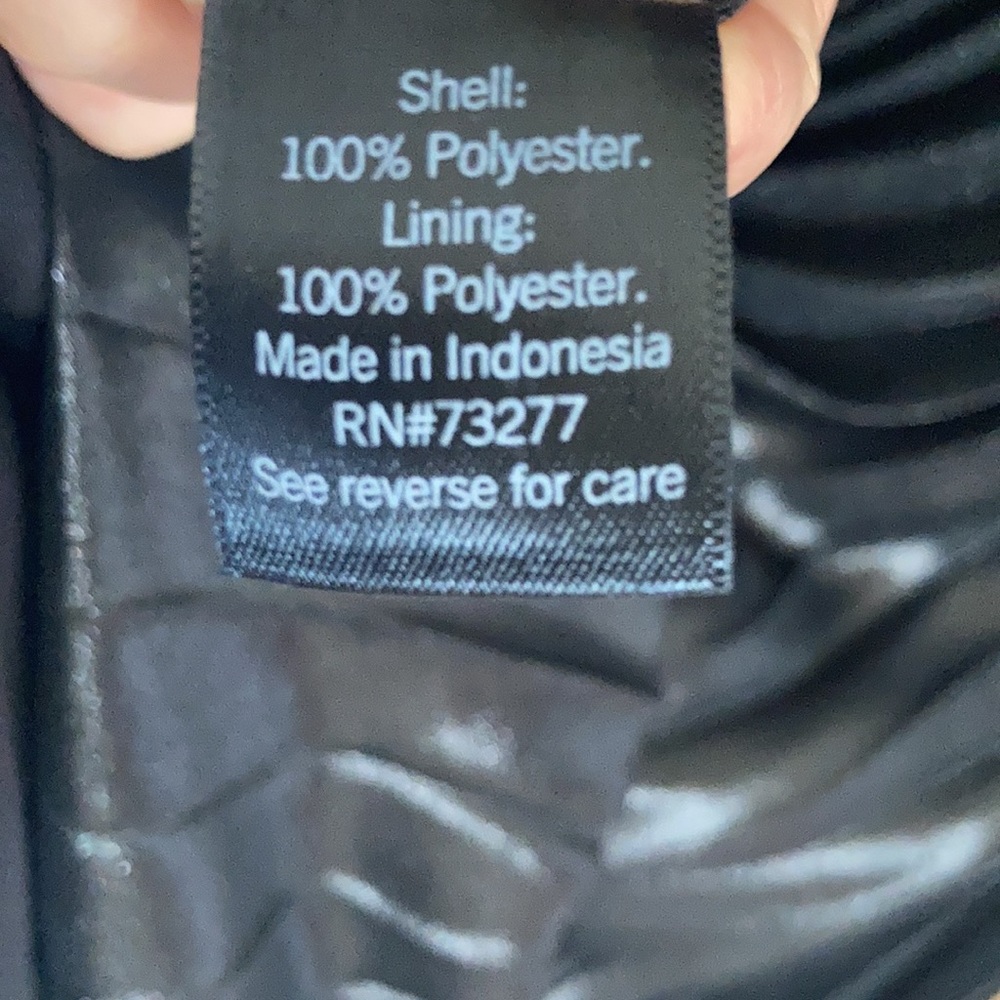 Shell:
100% Polyester.
Lining:
100% Polyester.
Made in Indonesia
RN#73277
See reverse for care